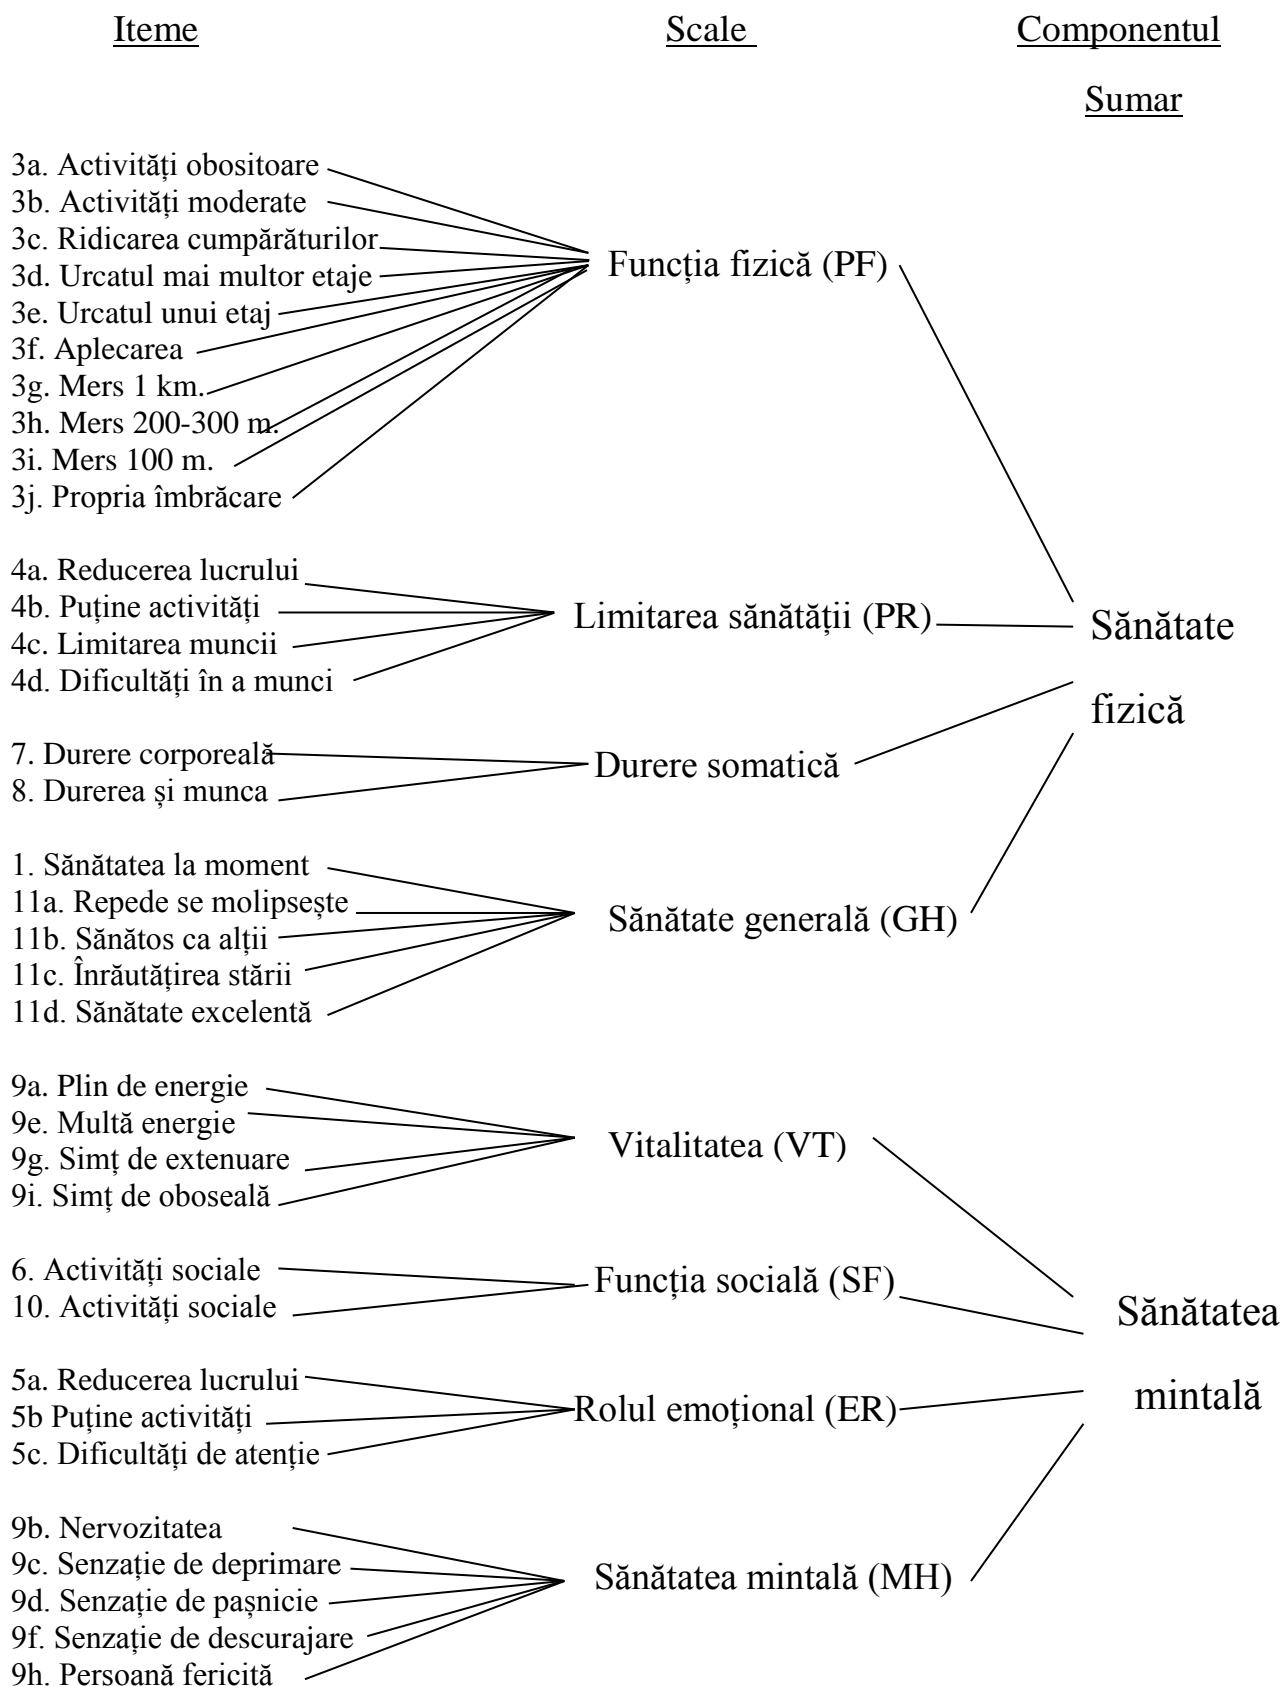 Iteme Scale Componentul
Sumar
3a. Activități obositoare
3b. Activități moderate
3c. Ridicarea cumpărăturilor
3d. Urcatul mai multor etaje
3e. Urcatul unui etaj
3f. Aplecarea
3g. Mers 1 km.
3h. Mers 200-300 m.
3i. Mers 100 m.
3j. Propria îmbrăcare
Funcția fizică (PF)
4a. Reducerea lucrului
4b. Puține activități
4c. Limitarea muncii
4d. Dificultăți în a munci
Limitarea sănătății (PR)
7. Durere corporeală
8. Durerea și munca
Durere somatică
1. Sănătatea la moment
11a. Repede se molipsește
11b. Sănătos ca alții
11c. Înrăutățirea stării
11d. Sănătate excelentă
Sănătate generală (GH)
Sănătate
fizică
9a. Plin de energie
9e. Multă energie
9g. Simț de extenuare
9i. Simț de oboseală
Vitalitatea (VT)
6. Activități sociale
10. Activități sociale
Funcția socială (SF)
5a. Reducerea lucrului
5b Puține activități
5c. Dificultăți de atenție
Rolul emoțional (ER)
9b. Nervozitatea
9c. Senzație de deprimare
9d. Senzație de pașnicie
9f. Senzație de descurajare
9h. Persoană fericită
Sănătatea mintală (MH)
Sănătatea
mintală